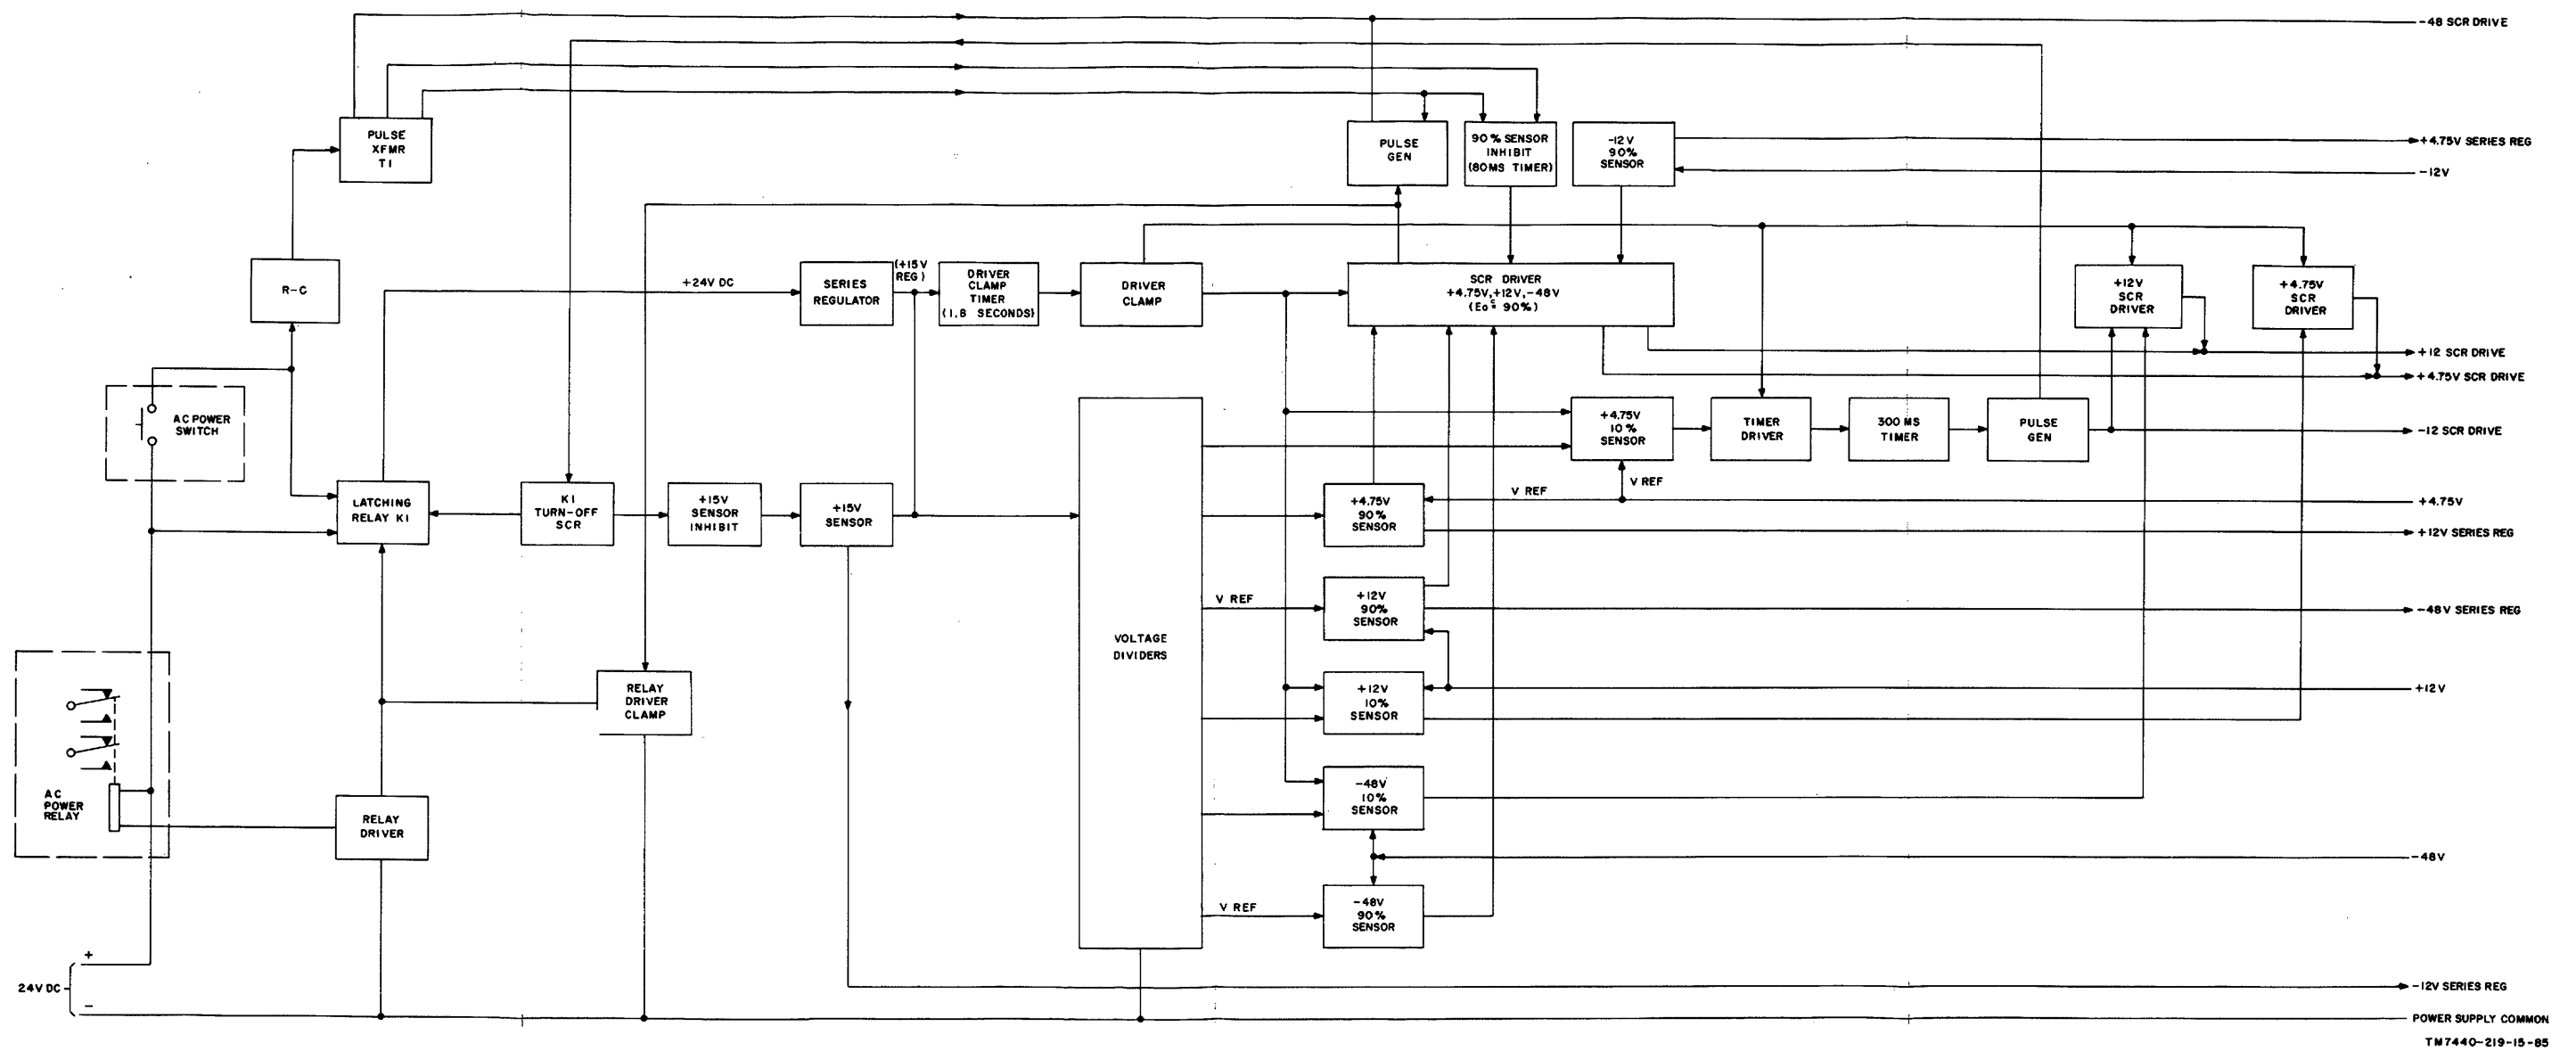 -48 SCR DRIVE
PULSE
XFMR
T1
PULSE
GEN
90% SENSOR
INHIBIT
(80MS TIMER)
-12V
90%
SENSOR
+4.75V SERIES REG
-12V
R-C
+24V DC
SERIES
REGULATOR
(+15V
REG)
DRIVER
CLAMP
TIMER
(1.8 SECONDS)
DRIVER
CLAMP
SCR DRIVER
+4.75V,+12V,-48V
(Eo = 90%)
+12V
SCR
DRIVER
+4.75V
SCR
DRIVER
+12 SCR DRIVE
+4.75V SCR DRIVE
AC POWER
SWITCH
+4.75V
10%
SENSOR
TIMER
DRIVER
300 MS
TIMER
PULSE
GEN
-12 SCR DRIVE
LATCHING
RELAY K1
K1
TURN-OFF
SCR
+15V
SENSOR
INHIBIT
+15V
SENSOR
+4.75V
90%
SENSOR
V REF
V REF
+4.75V
+12V SERIES REG
V REF
+12V
90%
SENSOR
-48V SERIES REG
VOLTAGE
DIVIDERS
RELAY
DRIVER
CLAMP
+12V
10%
SENSOR
+12V
AC
POWER
RELAY
RELAY
DRIVER
-48V
10%
SENSOR
-48V
V REF
-48V
90%
SENSOR
+
24V DC
-
-12V SERIES REG
POWER SUPPLY COMMON
TM7440-219-15-85